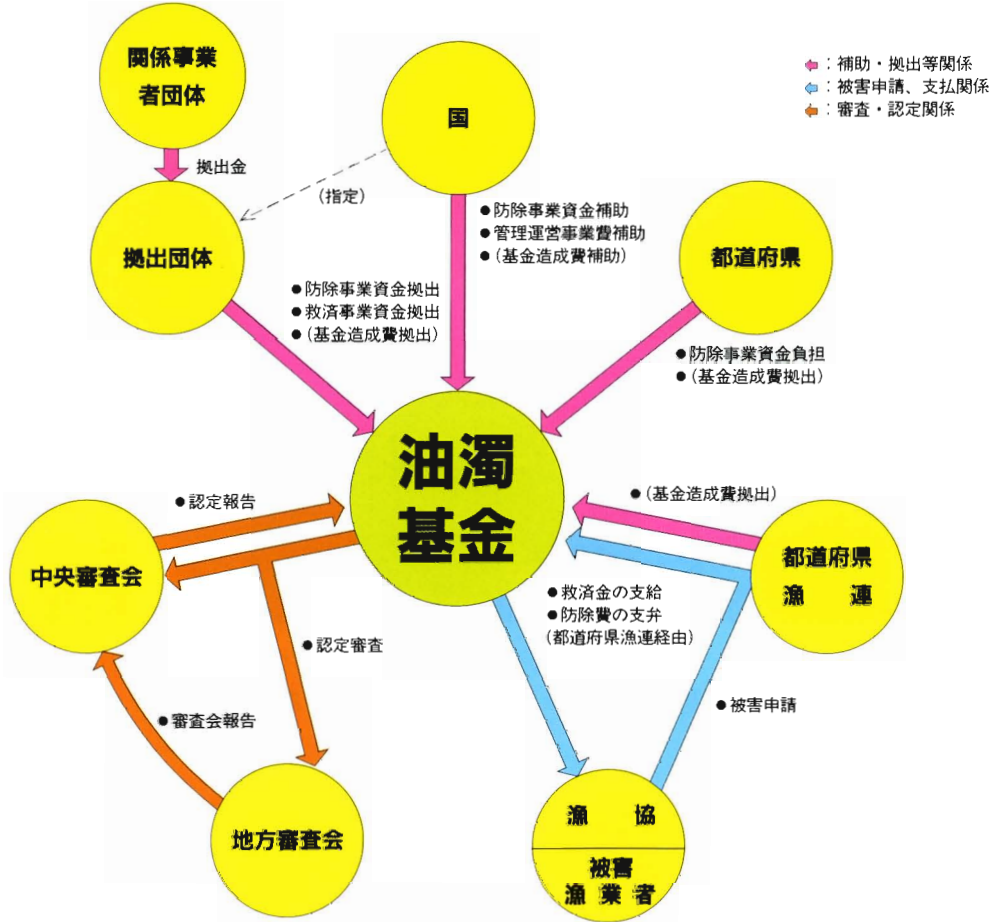 関係事業
者団体
：補助・拠出等関係
：被害申請、支払関係
：審査・認定関係
国
拠出金
(指定)
拠出団体
●防除事業資金補助
●管理運営事業費補助
●(基金造成費補助)
都道府県
●防除事業資金拠出
●救済事業資金拠出
●(基金造成費拠出)
●防除事業資金負担
●(基金造成費拠出)
油濁
基金
●認定報告
●(基金造成費拠出)
中央審査会
都道府県
漁　連
●救済金の支給
●防除費の支弁
(都道府県漁連経由)
●認定審査
●被害申請
●審査会報告
地方審査会
漁　協
被害
漁業者